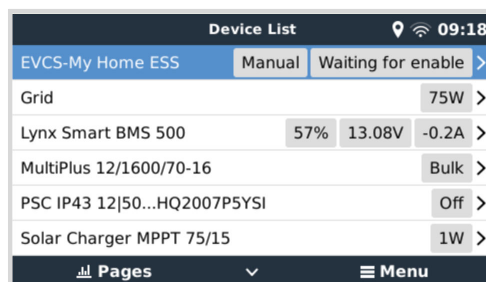 Device List 09:18
EVCS-My Home ESS Manual Waiting for enable
Grid 75W
Lynx Smart BMS 500 57% 13.08V -0.2A
MultiPlus 12/1600/70-16 Bulk
PSC IP43 12|50...HQ2007P5YSI Off
Solar Charger MPPT 75/15 1W
Pages Menu